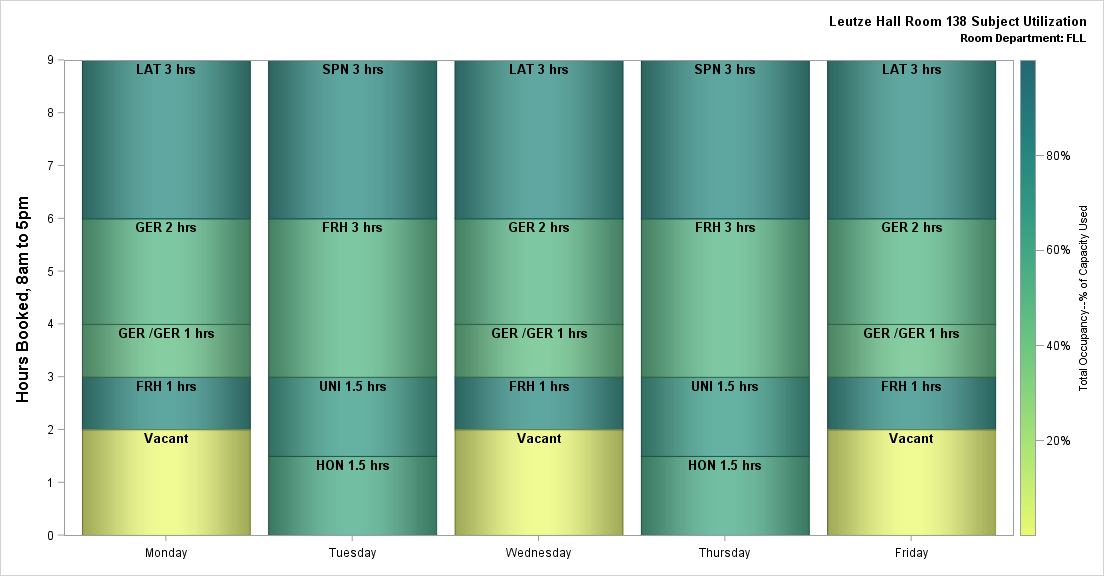 Leutze Hall Room 138 Subject Utilization
Room Department: FLL
Hours Booked, 8am to 5pm
9
8
7
6
5
4
3
2
1
0
LAT 3 hrs
GER 2 hrs
GER /GER 1 hrs
FRH 1 hrs
Vacant
SPN 3 hrs
FRH 3 hrs
UNI 1.5 hrs
HON 1.5 hrs
LAT 3 hrs
GER 2 hrs
GER /GER 1 hrs
FRH 1 hrs
Vacant
SPN 3 hrs
FRH 3 hrs
UNI 1.5 hrs
HON 1.5 hrs
LAT 3 hrs
GER 2 hrs
GER /GER 1 hrs
FRH 1 hrs
Vacant
Monday
Tuesday
Wednesday
Thursday
Friday
80%
60%
40%
20%
Total Occupancy--% of Capacity Used